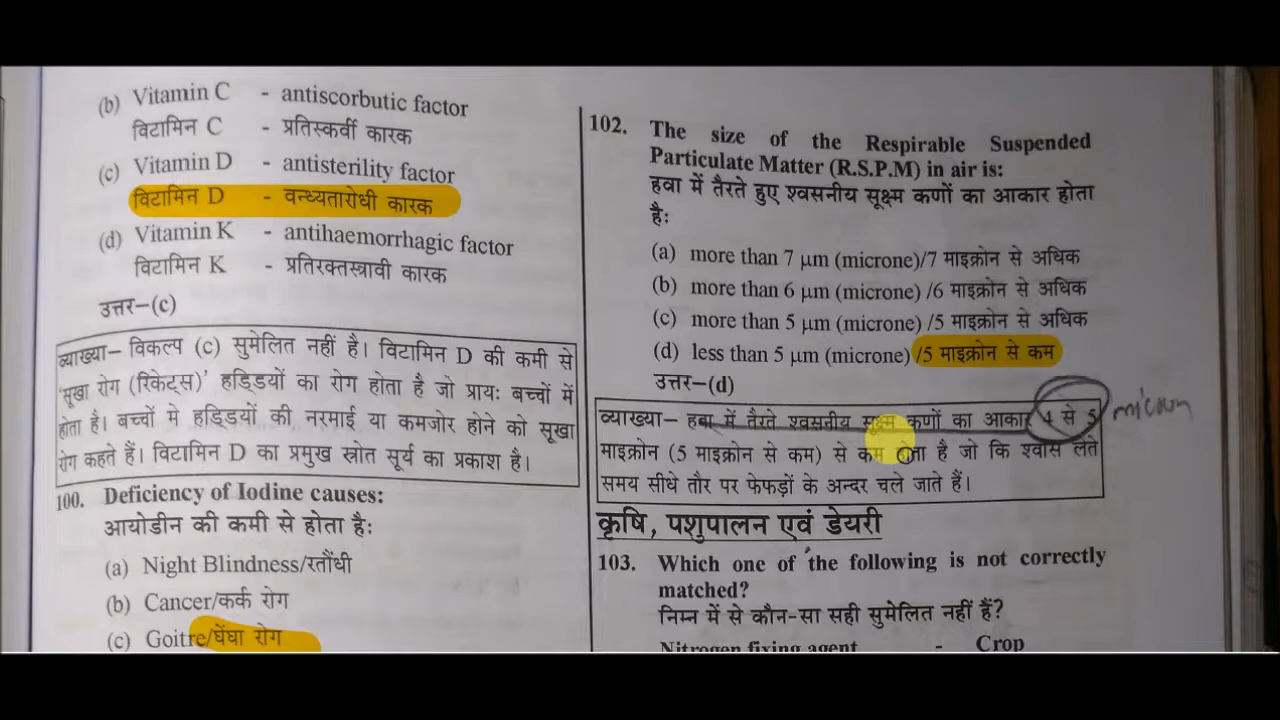 (b) Vitamin C - antiscorbutic factor
विटामिन C - प्रतिस्कर्वी कारक
(c) Vitamin D - antisterility factor
विटामिन D - वन्ध्यतारोधी कारक
(d) Vitamin K - antihaemorrhagic factor
विटामिन K - प्रतिरक्तस्त्रावी कारक
उत्तर–(c)
व्याख्या– विकल्प (c) सुमेलित नहीं है। विटामिन D की कमी से
'सूखा रोग (रिकेट्स)' हड्डियों का रोग होता है जो प्रायः बच्चों में
होता है। बच्चों मे हड्डियों की नरमाई या कमजोर होने को सूखा
रोग कहते हैं। विटामिन D का प्रमुख स्त्रोत सूर्य का प्रकाश है।
100. Deficiency of Iodine causes:
आयोडीन की कमी से होता है:
(a) Night Blindness/रतौंधी
(b) Cancer/कर्क रोग
(c) Goitre/घेंघा रोग
102. The size of the Respirable Suspended
Particulate Matter (R.S.P.M) in air is:
हवा में तैरते हुए श्वसनीय सूक्ष्म कणों का आकार होता
है:
(a) more than 7 µm (microne)/7 माइक्रोन से अधिक
(b) more than 6 µm (microne) /6 माइक्रोन से अधिक
(c) more than 5 µm (microne) /5 माइक्रोन से अधिक
(d) less than 5 µm (microne) /5 माइक्रोन से कम
उत्तर–(d)
व्याख्या– हवा में तैरते श्वसनीय सूक्ष्म कणों का आकार 4 से 5
माइक्रोन (5 माइक्रोन से कम) से कम होता है जो कि श्वास लेते
समय सीधे तौर पर फेफड़ों के अन्दर चले जाते हैं।
कृषि, पशुपालन एवं डेयरी
103. Which one of the following is not correctly
matched?
निम्न में से कौन-सा सही सुमेलित नहीं हैं?
Nitrogen fixing agent - Crop